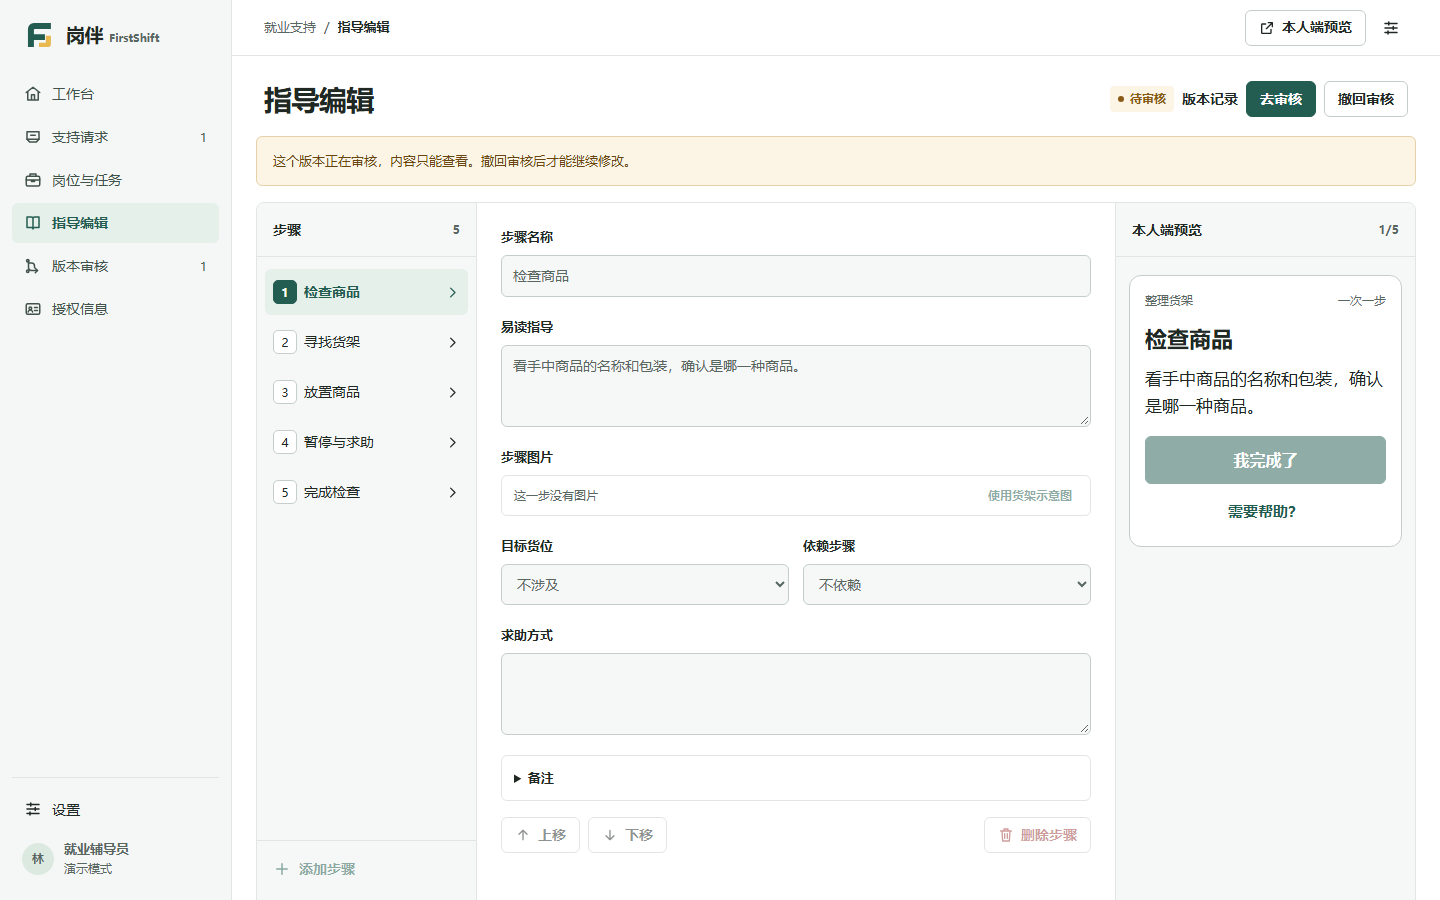 岗伴 FirstShift
工作台
支持请求 1
岗位与任务
指导编辑
版本审核 1
授权信息
设置
林
就业辅导员
演示模式
就业支持 / 指导编辑
本人端预览
指导编辑
待审核
版本记录
去审核
撤回审核
这个版本正在审核，内容只能查看。撤回审核后才能继续修改。
步骤 5
1 检查商品
2 寻找货架
3 放置商品
4 暂停与求助
5 完成检查
添加步骤
步骤名称
检查商品
易读指导
看手中商品的名称和包装，确认是哪一种商品。
步骤图片
这一步没有图片 使用货架示意图
目标货位 依赖步骤
不涉及 不依赖
求助方式
备注
上移 下移 删除步骤
本人端预览 1/5
整理货架 一次一步
检查商品
看手中商品的名称和包装，确认
是哪一种商品。
我完成了
需要帮助?